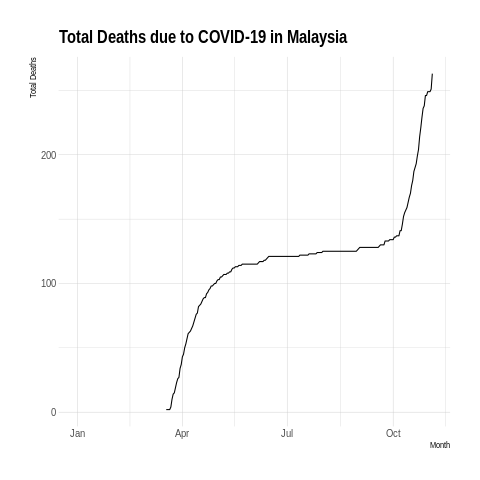 Total Deaths due to COVID-19 in Malaysia
Total Deaths
200
100
0
Jan Apr Jul Oct
Month